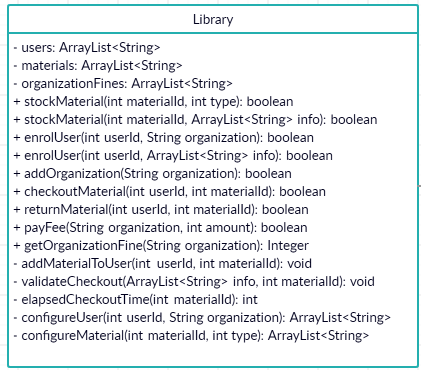 Library
- users: ArrayList<String>
- materials: ArrayList<String>
- organizationFines: ArrayList<String>
+ stockMaterial(int materialId, int type): boolean
+ stockMaterial(int materialId, ArrayList<String> info): boolean
+ enrolUser(int userId, String organization): boolean
+ enrolUser(int userId, ArrayList<String> info): boolean
+ addOrganization(String organization): boolean
+ checkoutMaterial(int userId, int materialId): boolean
+ returnMaterial(int userId, int materialId): boolean
+ payFee(String organization, int amount): boolean
+ getOrganizationFine(String organization): Integer
- addMaterialToUser(int userId, int materialId): void
- validateCheckout(ArrayList<String> info, int materialId): void
- elapsedCheckoutTime(int materialId): int
- configureUser(int userId, String organization): ArrayList<String>
- configureMaterial(int materialId, int type): ArrayList<String>